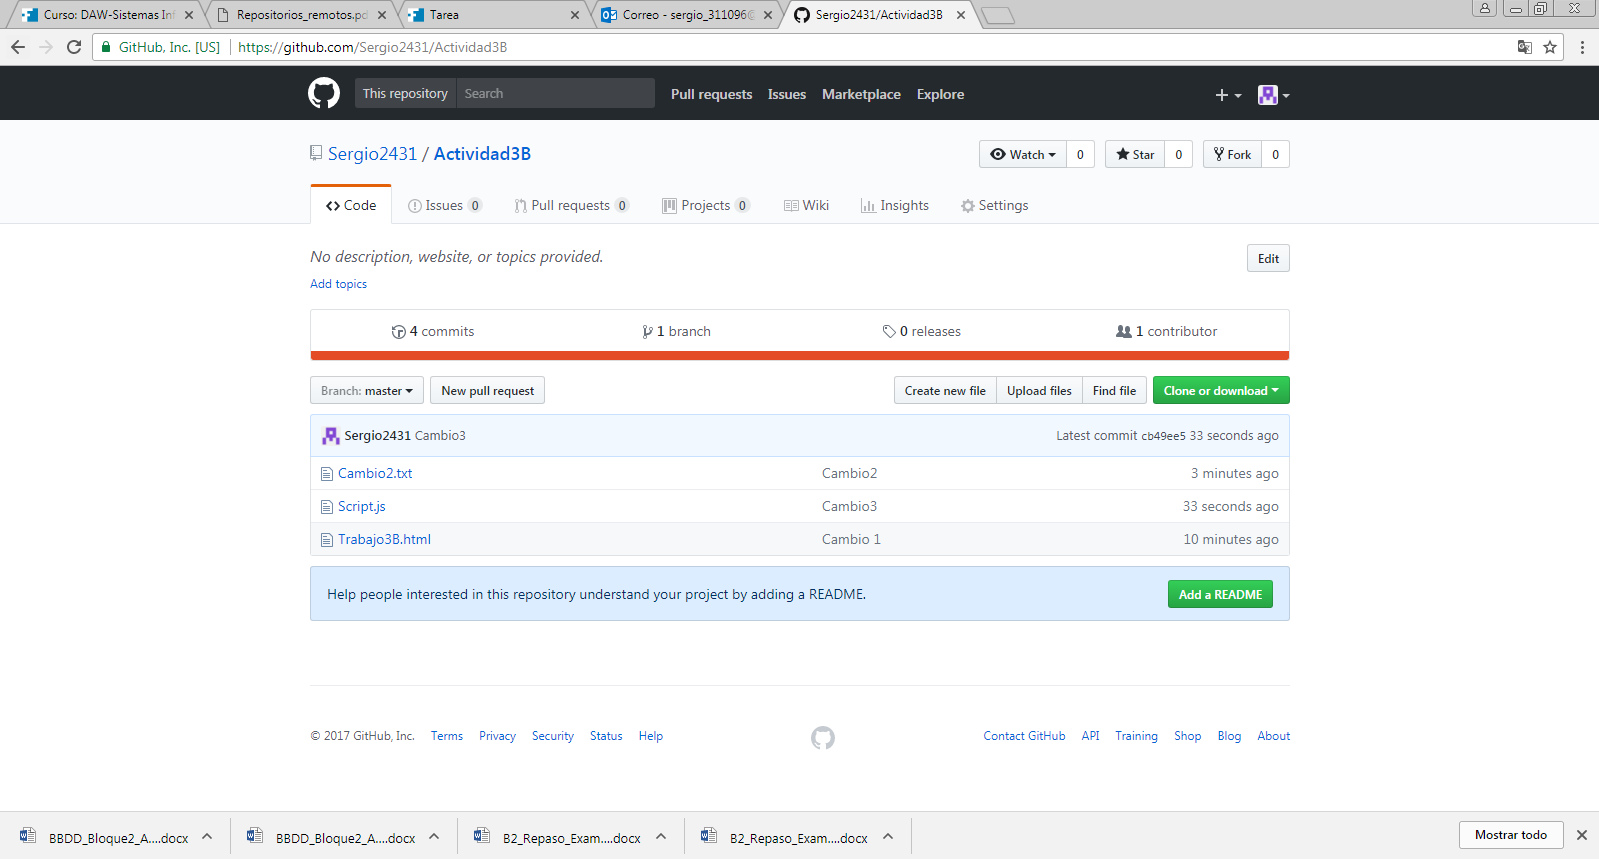 Curso: DAW-Sistemas Inf
Repositorios_remotos.pd
Tarea
Correo - sergio_311096@
Sergio2431/Actividad3B
GitHub, Inc. [US] https://github.com/Sergio2431/Actividad3B
This repository Search Pull requests Issues Marketplace Explore
Sergio2431 / Actividad3B
Watch 0 Star 0 Fork 0
Code Issues 0 Pull requests 0 Projects 0 Wiki Insights Settings
No description, website, or topics provided.
Edit
Add topics
4 commits 1 branch 0 releases 1 contributor
Branch: master New pull request Create new file Upload files Find file Clone or download
Sergio2431 Cambio3 Latest commit cb49ee5 33 seconds ago
Cambio2.txt Cambio2 3 minutes ago
Script.js Cambio3 33 seconds ago
Trabajo3B.html Cambio 1 10 minutes ago
Help people interested in this repository understand your project by adding a README. Add a README
© 2017 GitHub, Inc. Terms Privacy Security Status Help Contact GitHub API Training Shop Blog About
BBDD_Bloque2_A....docx BBDD_Bloque2_A....docx B2_Repaso_Exam....docx B2_Repaso_Exam....docx Mostrar todo